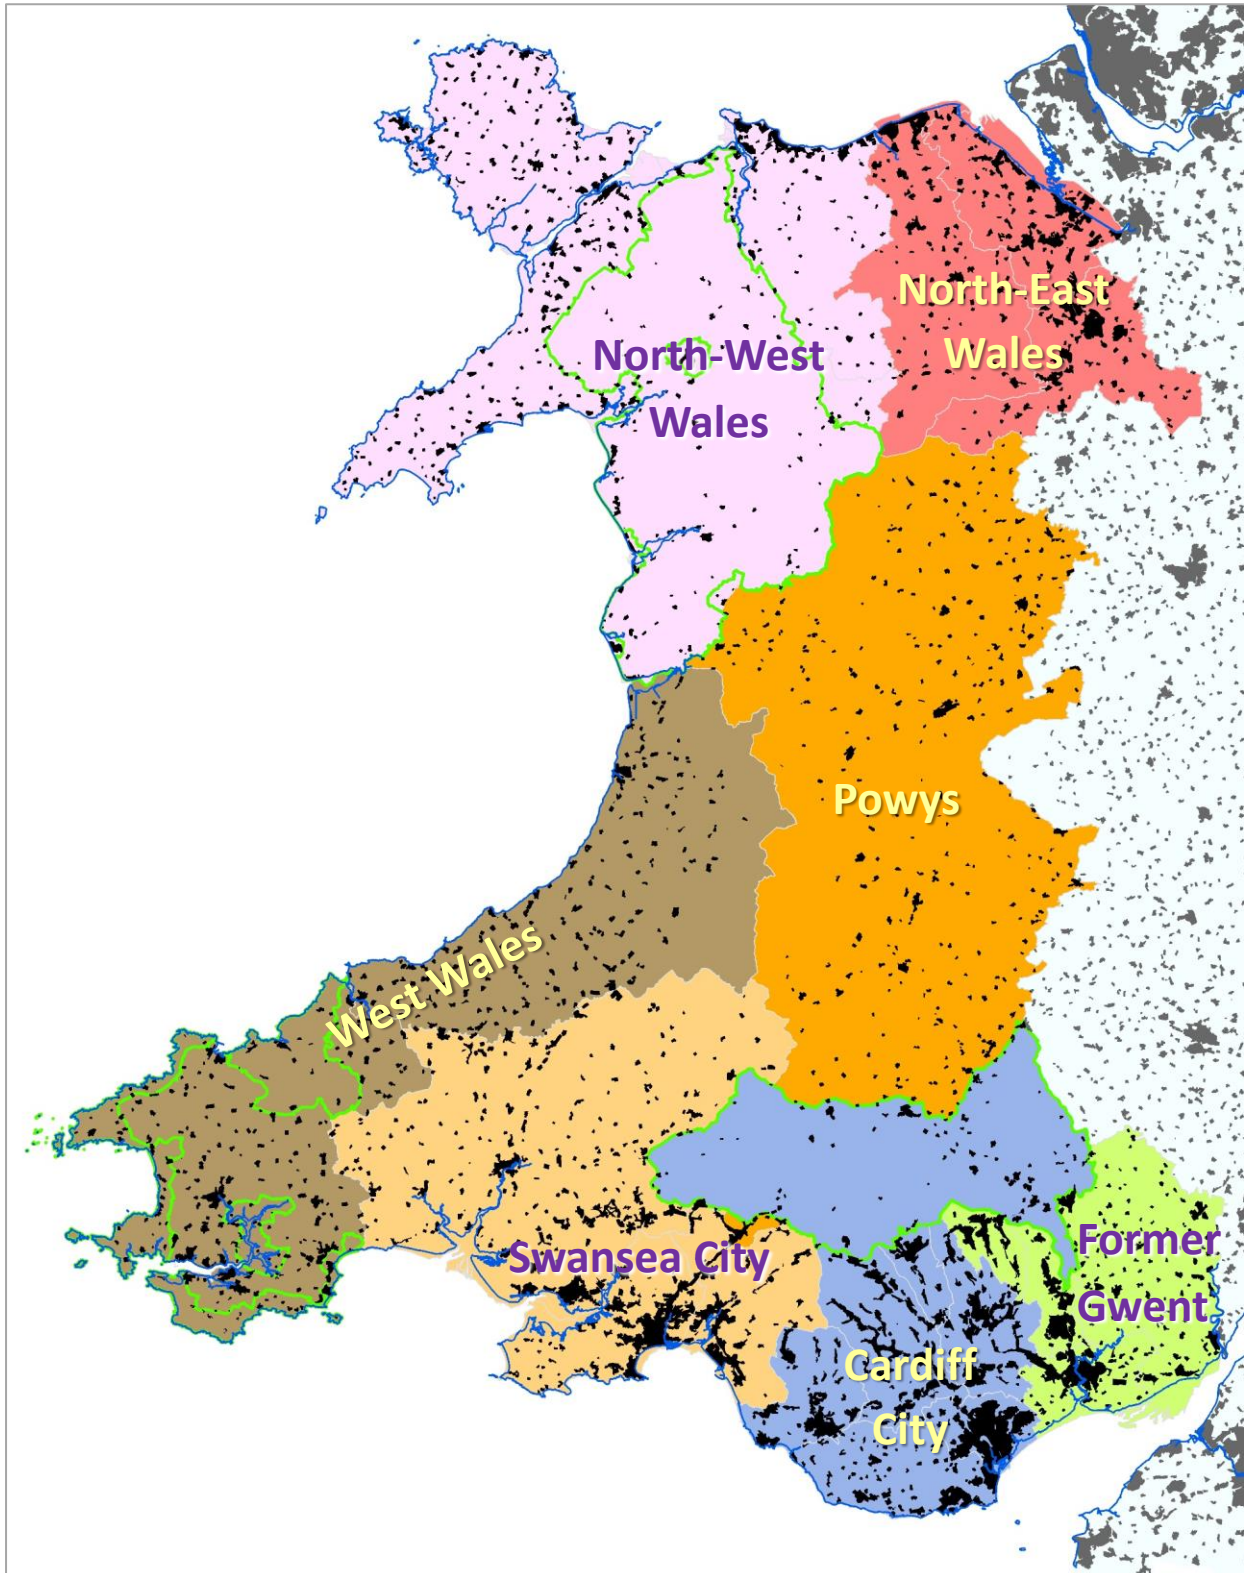 North-East
Wales
North-West
Wales
Powys
West Wales
Former
Gwent
Swansea City
Cardiff
City